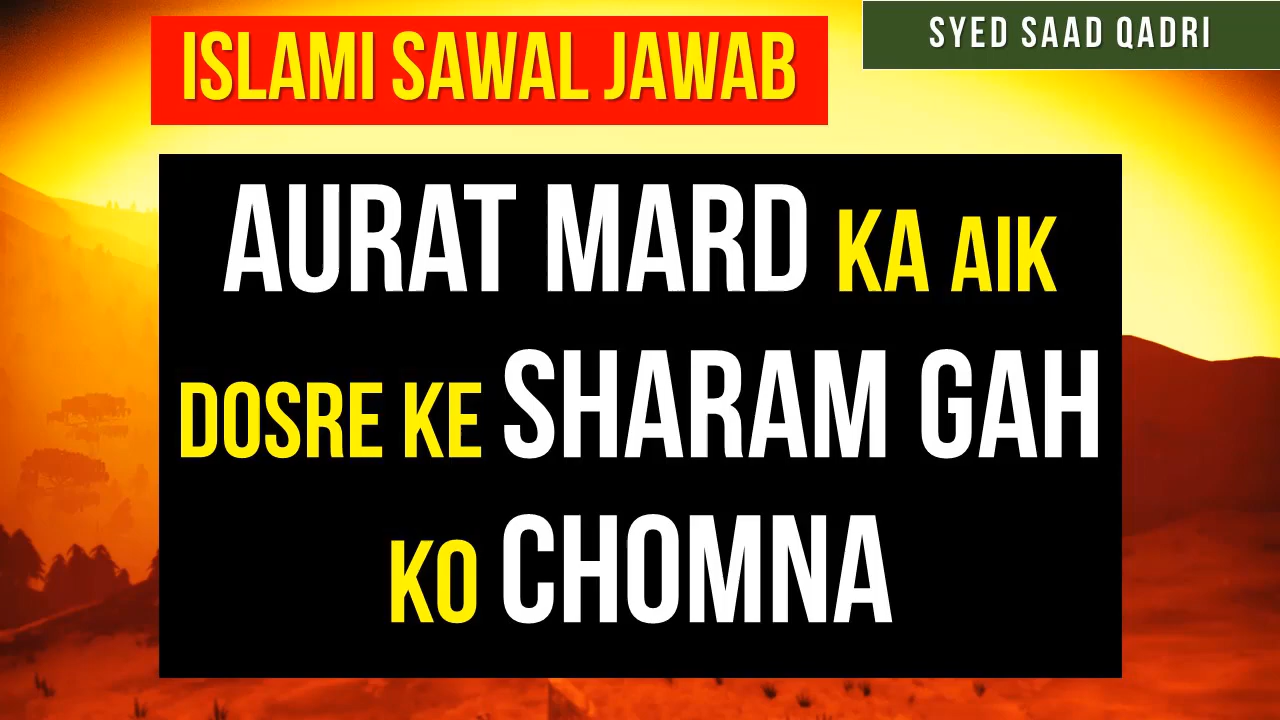 SYED SAAD QADRI
ISLAMI SAWAL JAWAB
AURAT MARD KA AIK
DOSRE KE SHARAM GAH
KO CHOMNA